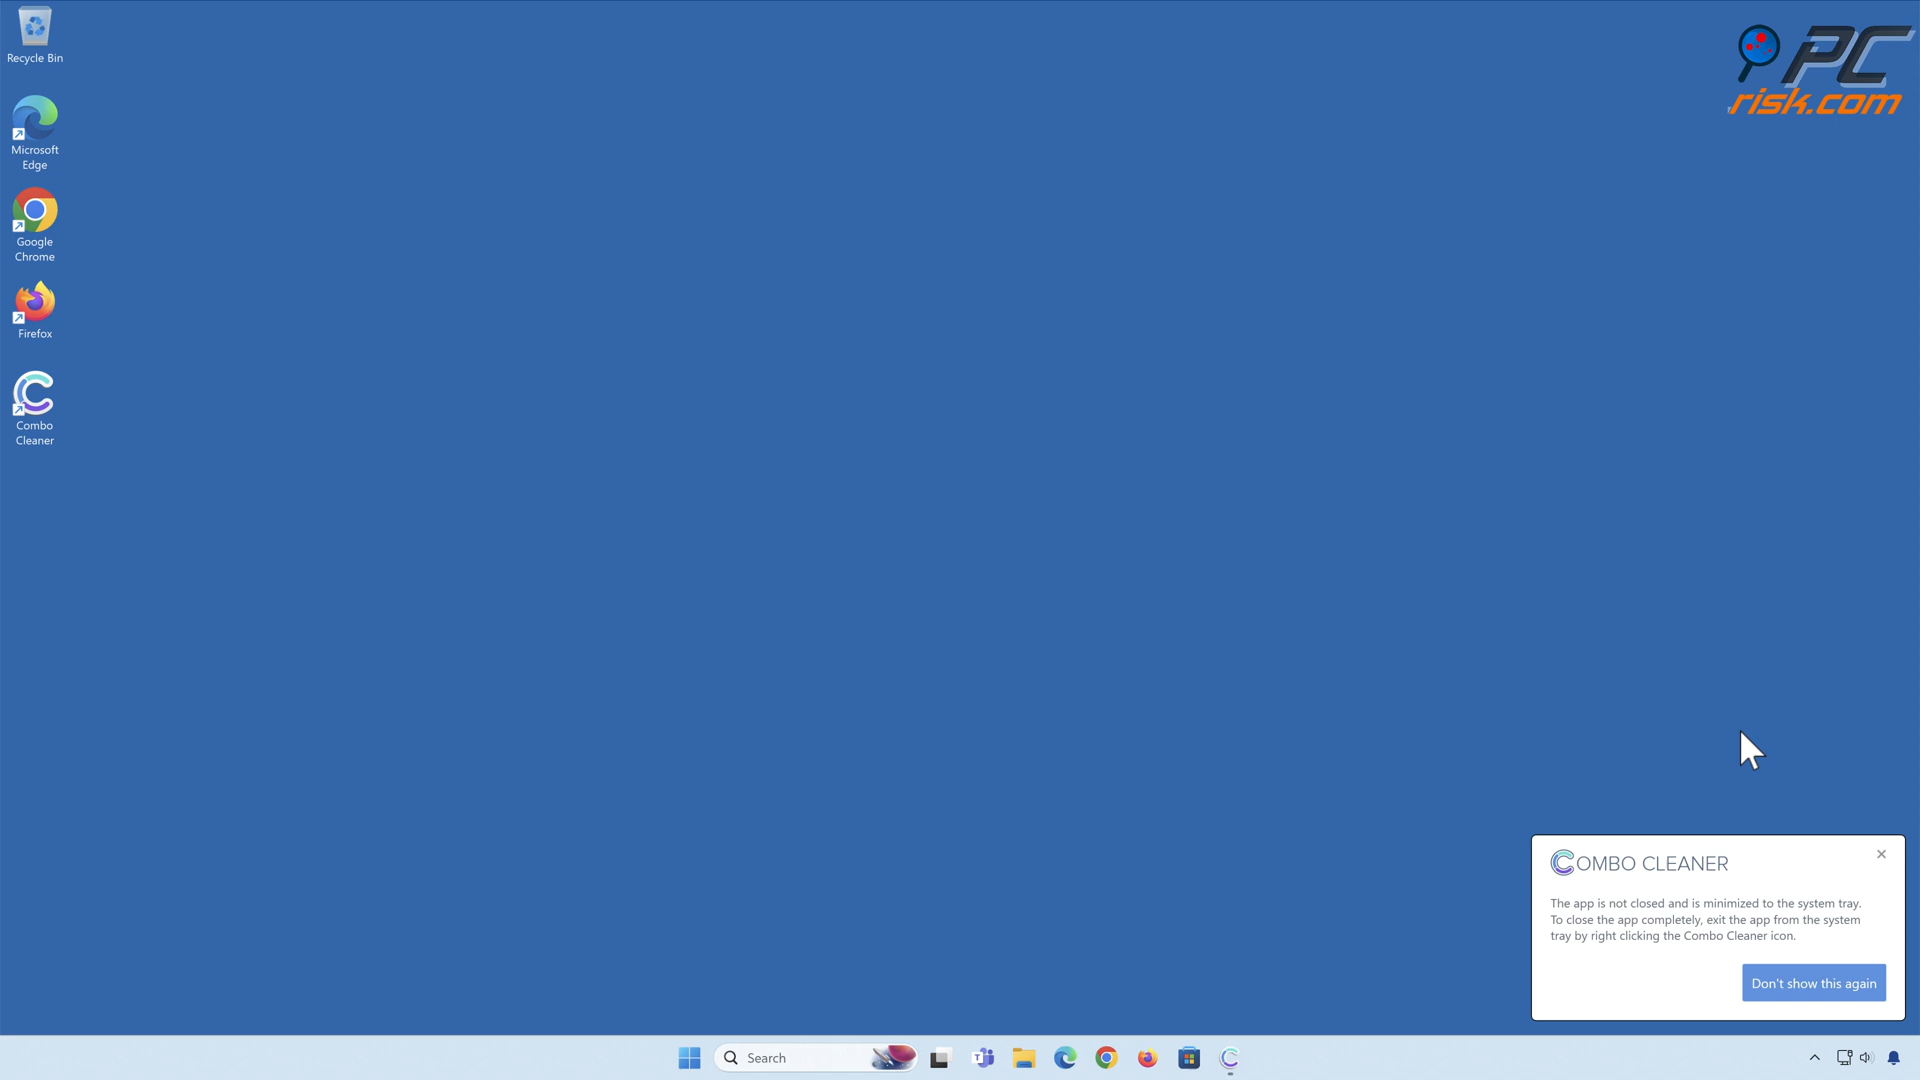 Recycle Bin
PC
risk.com
Microsoft
Edge
Google
Chrome
Firefox
Combo
Cleaner
COMBO CLEANER
The app is not closed and is minimized to the system tray.
To close the app completely, exit the app from the system
tray by right clicking the Combo Cleaner icon.
Don't show this again
Search